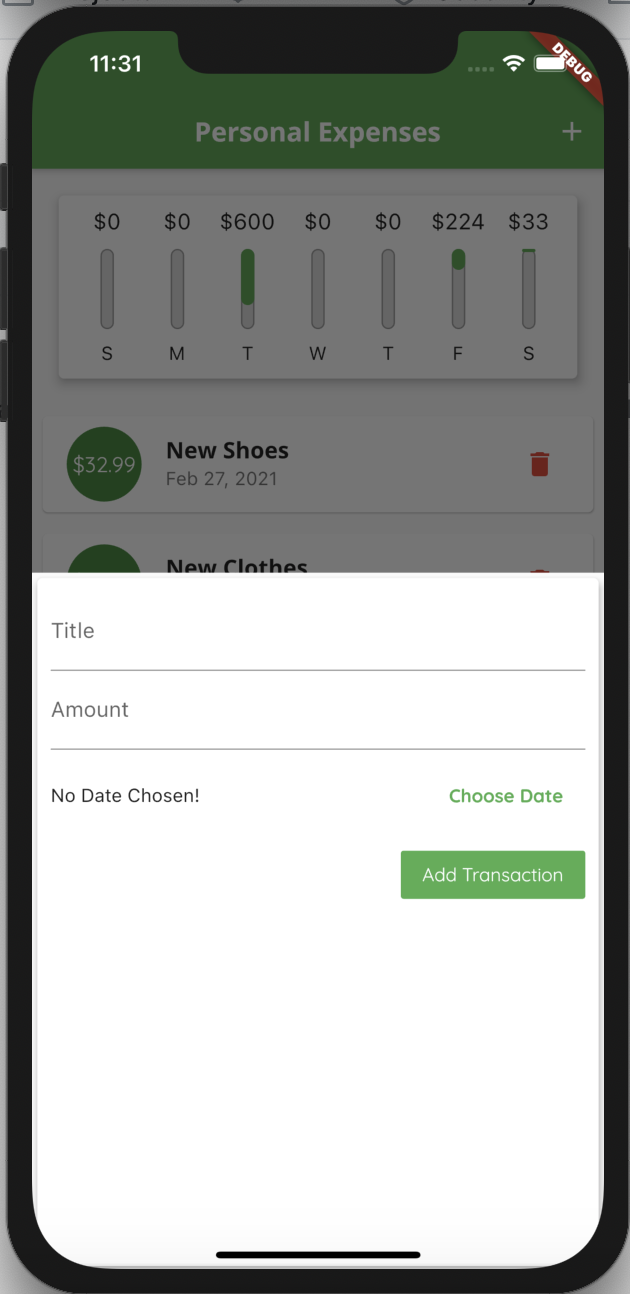 11:31
DEBUG
Personal Expenses
$0 $0 $600 $0 $0 $224 $33
S M T W T F S
$32.99
New Shoes
Feb 27, 2021
New Clothes
Title
Amount
No Date Chosen! Choose Date
Add Transaction